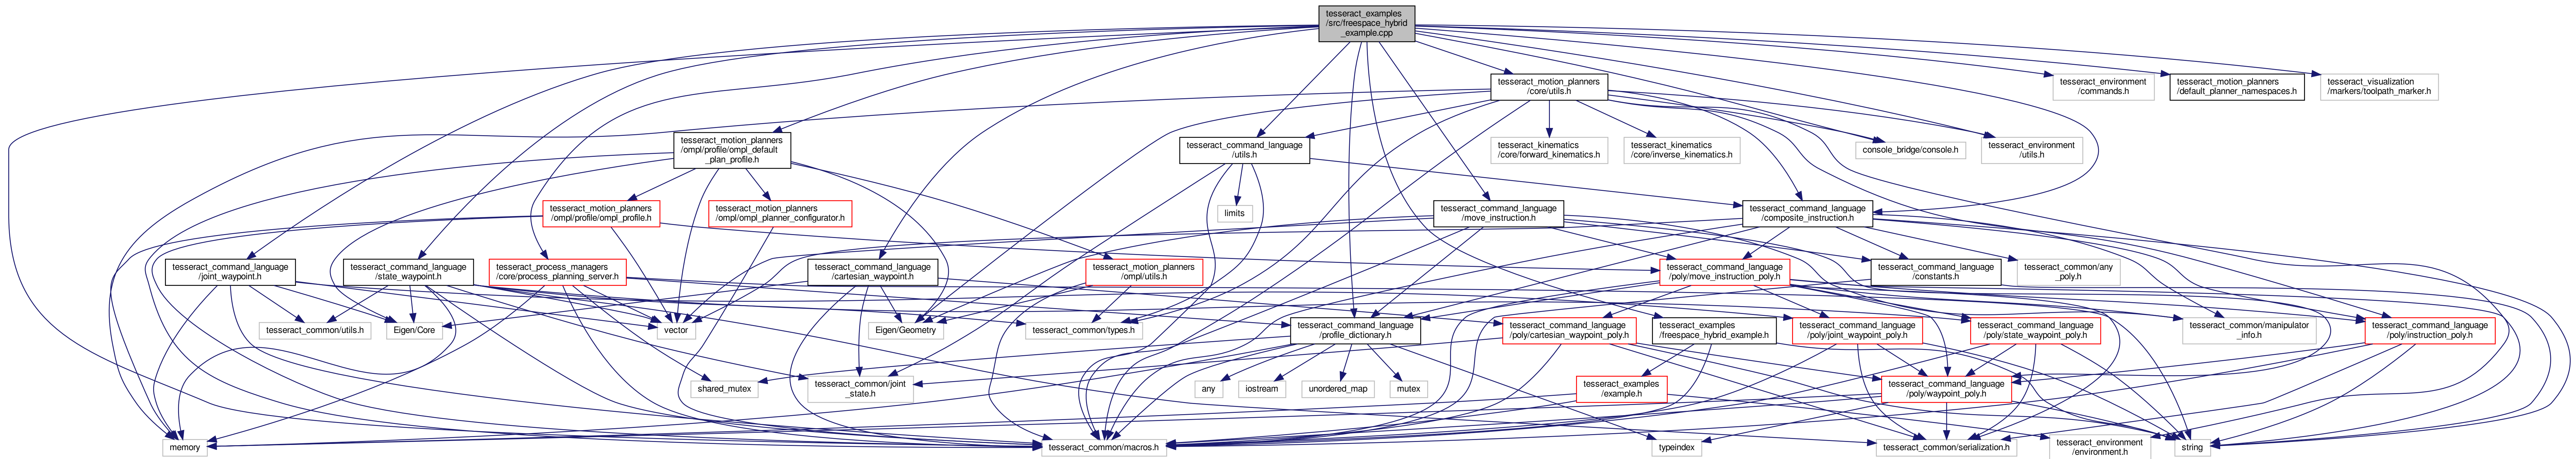 tesseract_examples
/src/freespace_hybrid
_example.cpp
tesseract_motion_planners
/core/utils.h
tesseract_environment
/commands.h
tesseract_motion_planners
/default_planner_namespaces.h
tesseract_visualization
/markers/toolpath_marker.h
tesseract_motion_planners
/ompl/profile/ompl_default
_plan_profile.h
tesseract_command_language
/utils.h
tesseract_kinematics
/core/forward_kinematics.h
tesseract_kinematics
/core/inverse_kinematics.h
console_bridge/console.h
tesseract_environment
/utils.h
tesseract_motion_planners
/ompl/profile/ompl_profile.h
tesseract_motion_planners
/ompl/ompl_planner_configurator.h
limits
tesseract_command_language
/move_instruction.h
tesseract_command_language
/composite_instruction.h
tesseract_command_language
/joint_waypoint.h
tesseract_command_language
/state_waypoint.h
tesseract_process_managers
/core/process_planning_server.h
tesseract_command_language
/cartesian_waypoint.h
tesseract_motion_planners
/ompl/utils.h
tesseract_command_language
/poly/move_instruction_poly.h
tesseract_command_language
/constants.h
tesseract_common/any
_poly.h
tesseract_common/utils.h
Eigen/Core
vector
Eigen/Geometry
tesseract_common/types.h
tesseract_command_language
/profile_dictionary.h
tesseract_command_language
/poly/cartesian_waypoint_poly.h
tesseract_examples
/freespace_hybrid_example.h
tesseract_command_language
/poly/joint_waypoint_poly.h
tesseract_command_language
/poly/state_waypoint_poly.h
tesseract_common/manipulator
_info.h
tesseract_command_language
/poly/instruction_poly.h
shared_mutex
tesseract_common/joint
_state.h
any
iostream
unordered_map
mutex
tesseract_examples
/example.h
tesseract_command_language
/poly/waypoint_poly.h
memory
tesseract_common/macros.h
typeindex
tesseract_common/serialization.h
tesseract_environment
/environment.h
string